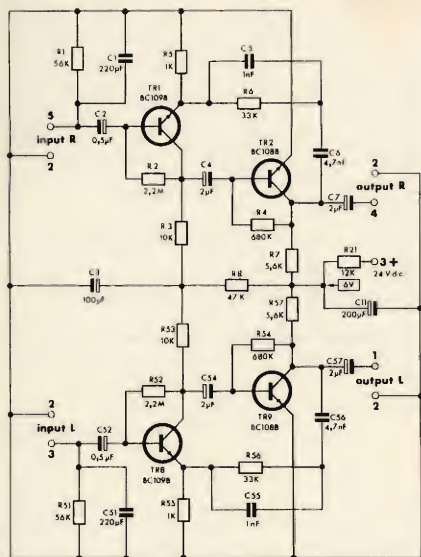 R1
56K
C1
220pF
R5
1K
C5
1nF
R6
33K
TR1
BC109B
5
C2
0,5µF
input R
2
TR2
BC108B
C6
4,7nF
R2
2,2M
C4
2µF
C7
2µF
2
output R
4
R4
680K
R3
10K
R7
5,6K
R21
12K
3+
24V d.c.
C3
100µF
R8
47K
6V
R57
5,6K
C11
200µF
R53
10K
R54
680K
C57
2µF
1
output L
2
R52
2,2M
C54
2µF
TR9
BC108B
C56
4,7nF
2
input L
3
C52
0,5µF
TR8
BC109B
R56
33K
C55
1nF
R51
56K
C51
220pF
R55
1K